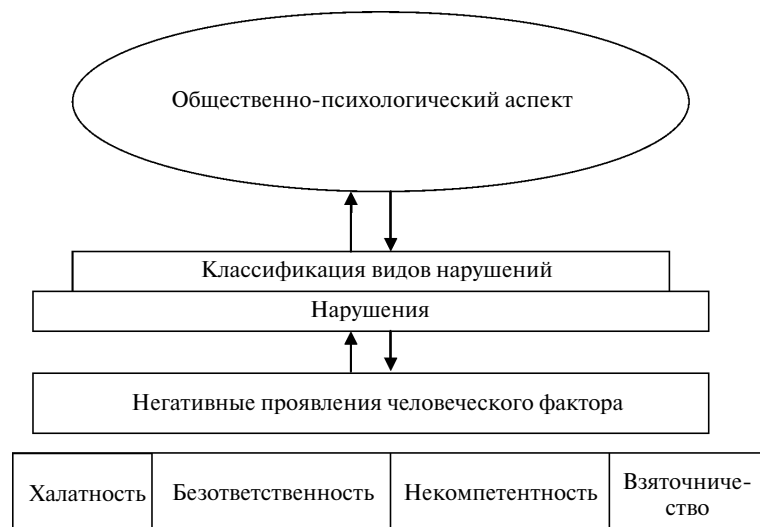 Общественно-психологический аспект
Классификация видов нарушений
Нарушения
Негативные проявления человеческого фактора
Халатность
Безответственность
Некомпетентность
Взяточниче-
ство